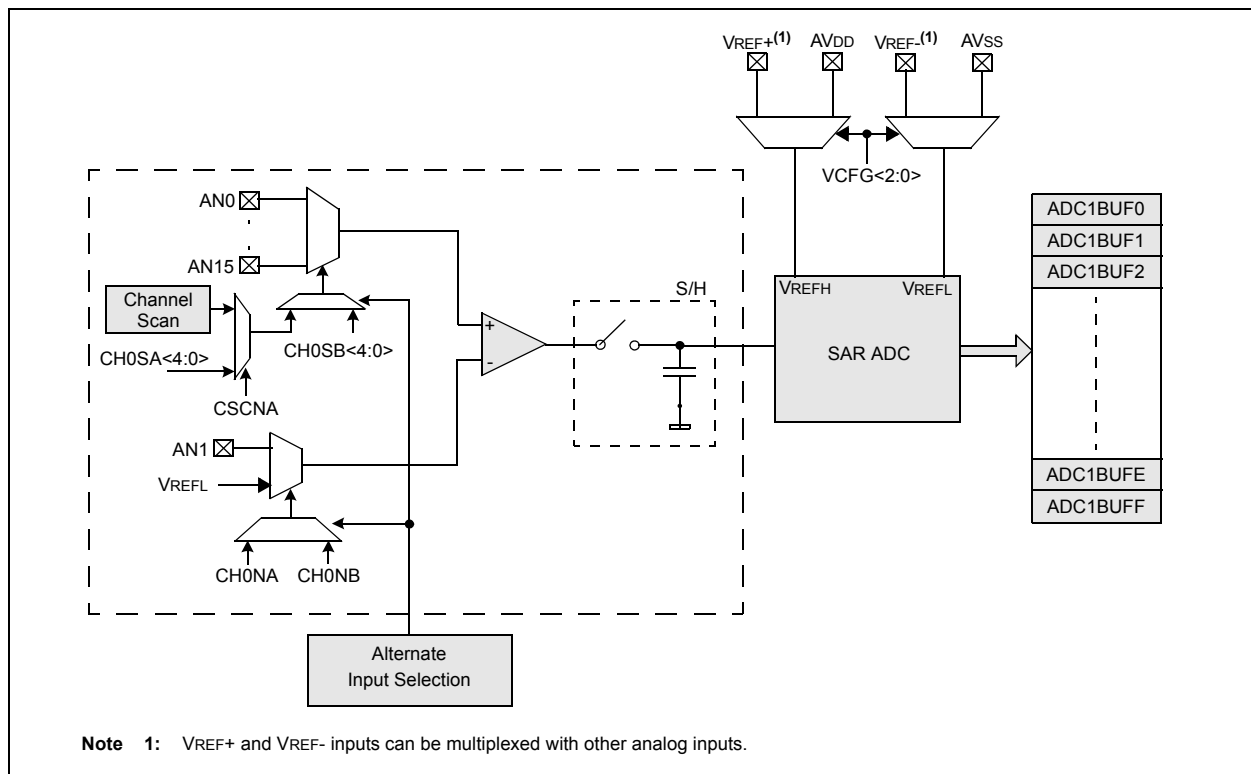 VREF+(1) AVDD VREF-(1) AVSS
VCFG<2:0>
AN0
AN15
Channel
Scan
CH0SA<4:0>
CH0SB<4:0>
CSCNA
AN1
VREFL
CH0NA CH0NB
+
-
S/H
VREFH VREFL
SAR ADC
ADC1BUF0
ADC1BUF1
ADC1BUF2
ADC1BUFE
ADC1BUFF
Alternate
Input Selection
Note 1: VREF+ and VREF- inputs can be multiplexed with other analog inputs.